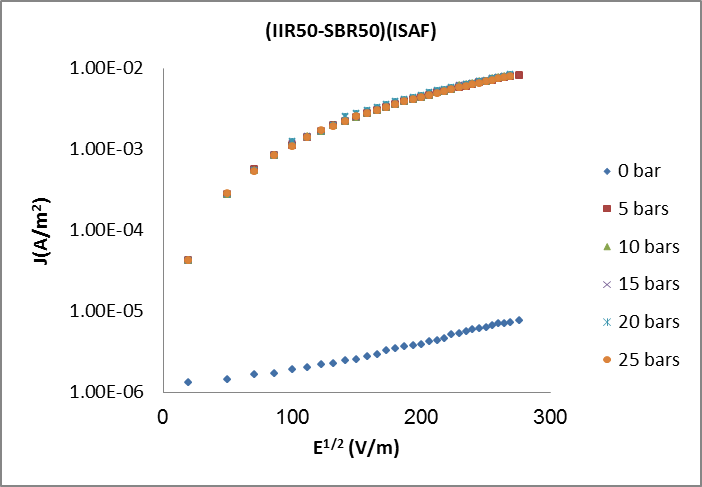 (IIR50-SBR50)(ISAF)
1.00E-02
1.00E-03
1.00E-04
1.00E-05
1.00E-06
J(A/m²)
0
100
200
300
E¹/² (V/m)
0 bar
5 bars
10 bars
15 bars
20 bars
25 bars